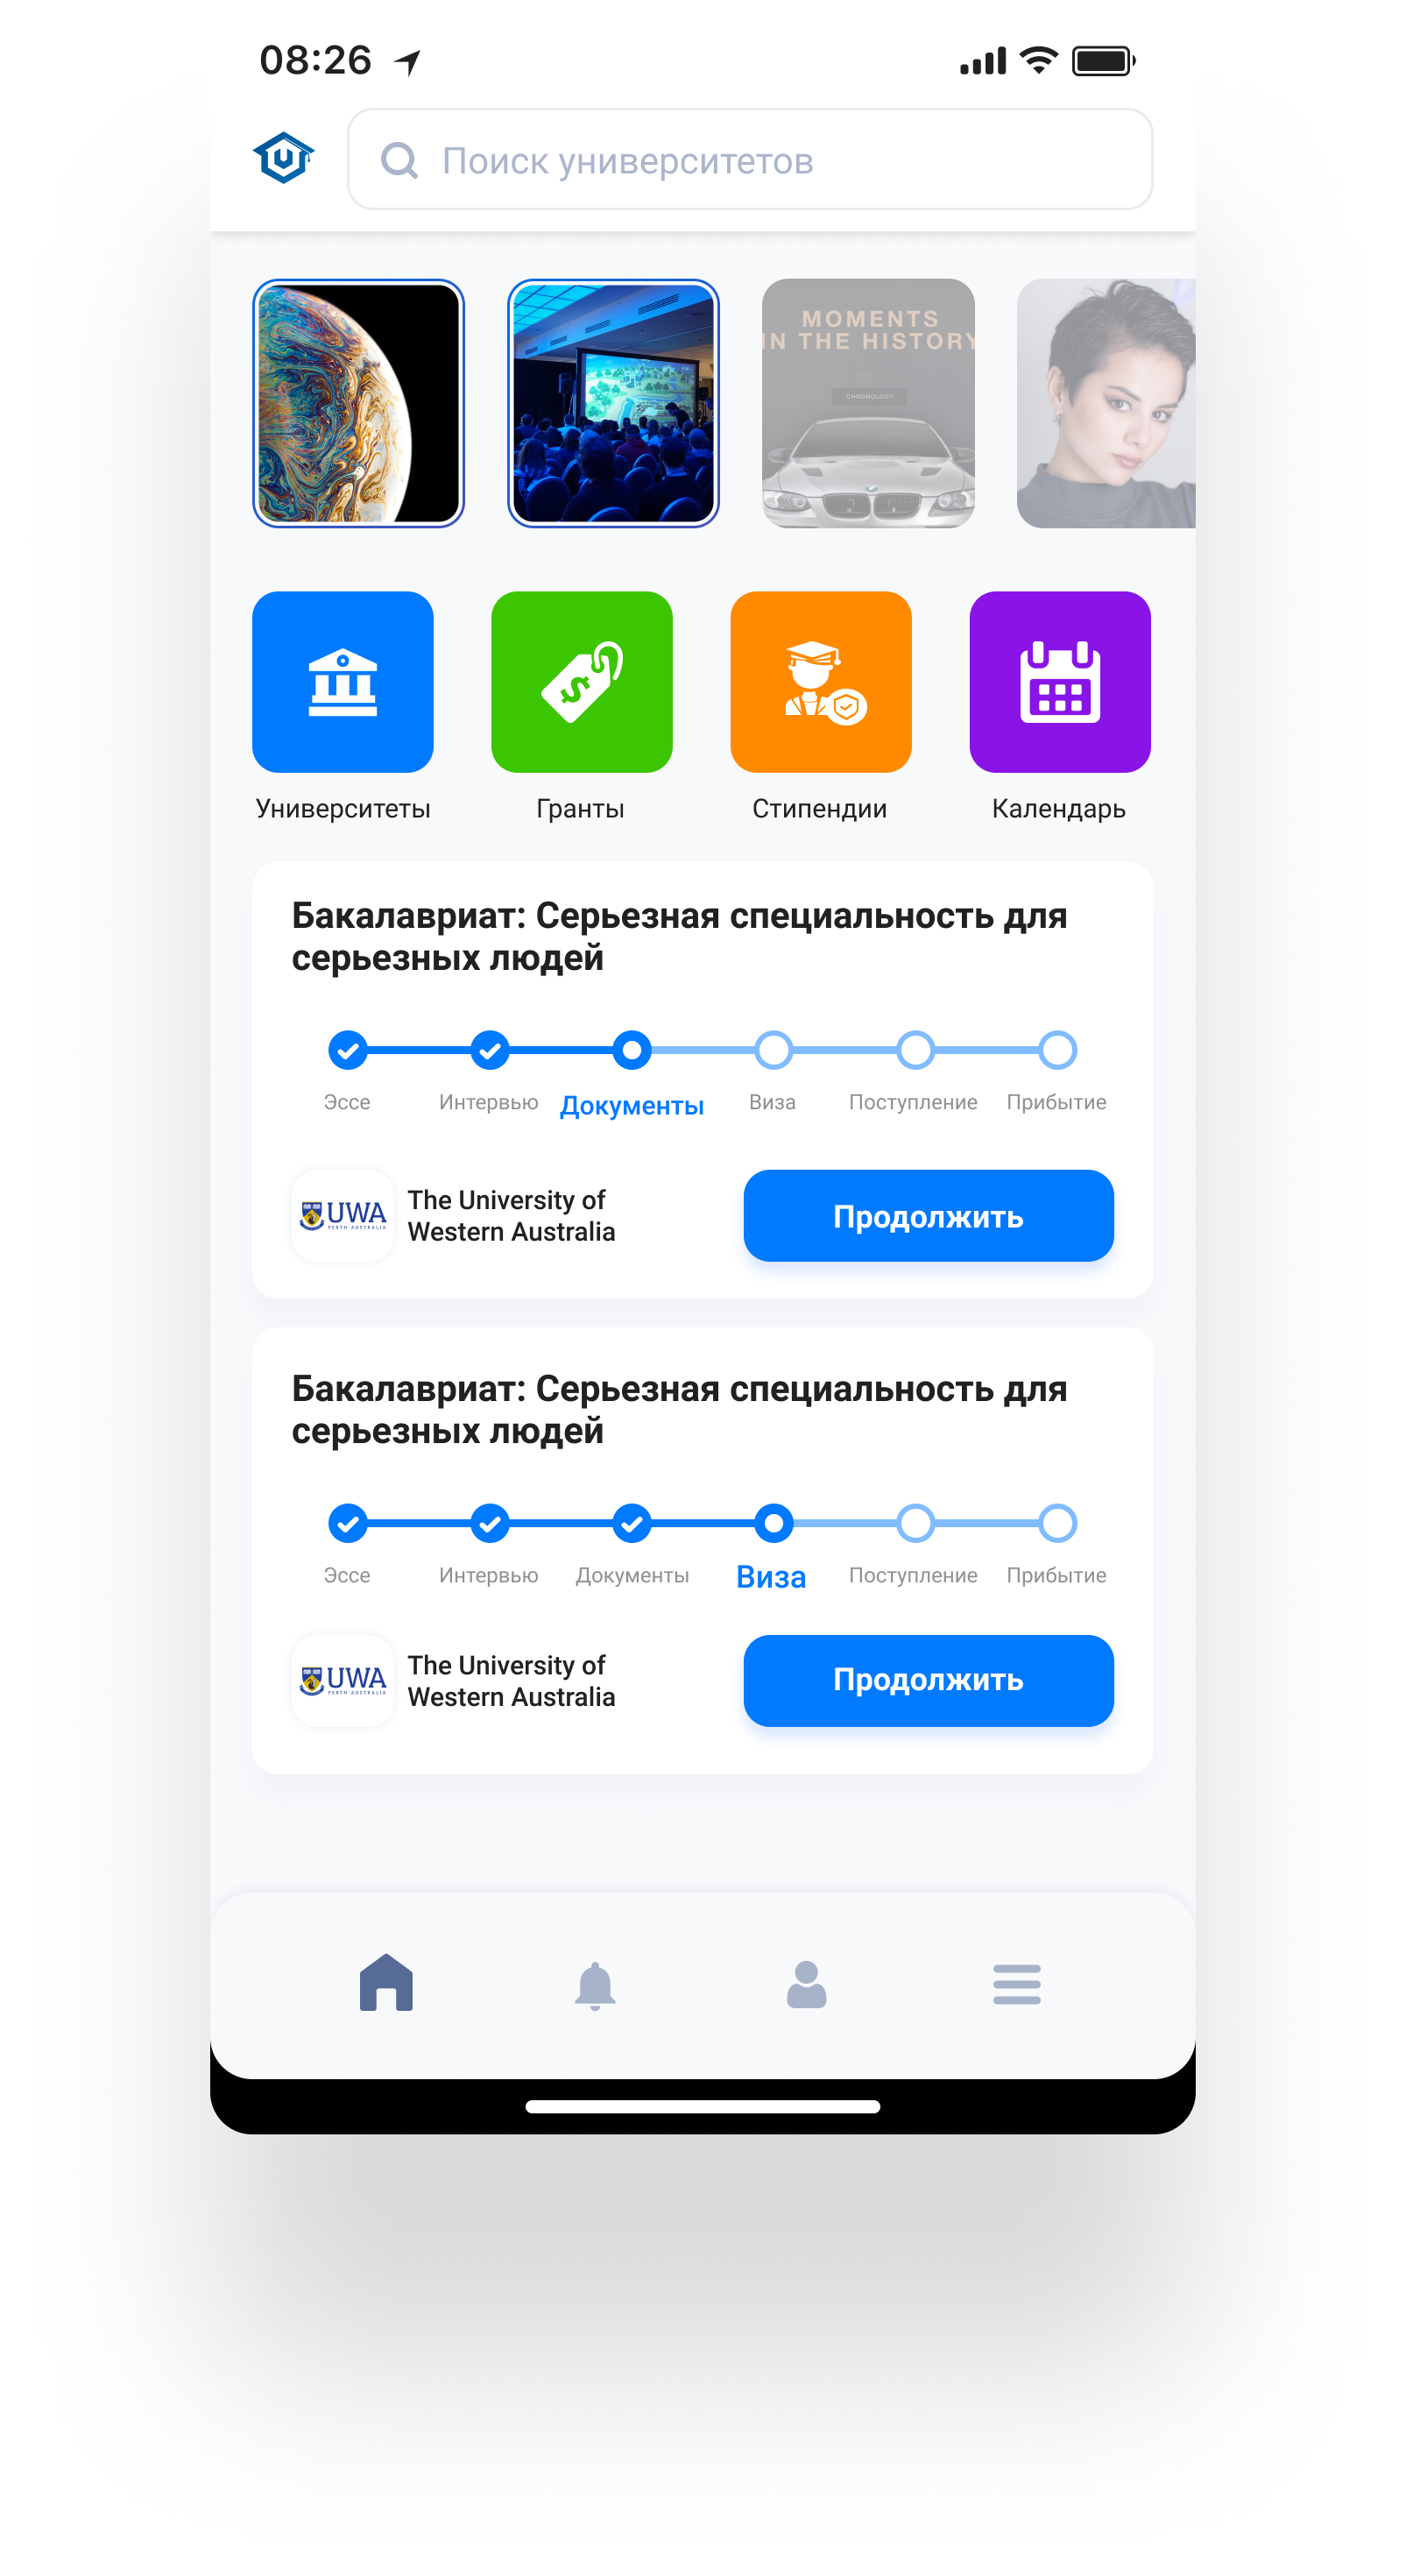 08:26
Поиск университетов
MOMENTS
IN THE HISTORY
CHRONOLOGY
Университеты
Гранты
Стипендии
Календарь
Бакалавриат: Серьезная специальность для
серьезных людей
Эссе
Интервью
Документы
Виза
Поступление
Прибытие
UWA
PERTH AUSTRALIA
The University of
Western Australia
Продолжить
Бакалавриат: Серьезная специальность для
серьезных людей
Эссе
Интервью
Документы
Виза
Поступление
Прибытие
UWA
PERTH AUSTRALIA
The University of
Western Australia
Продолжить